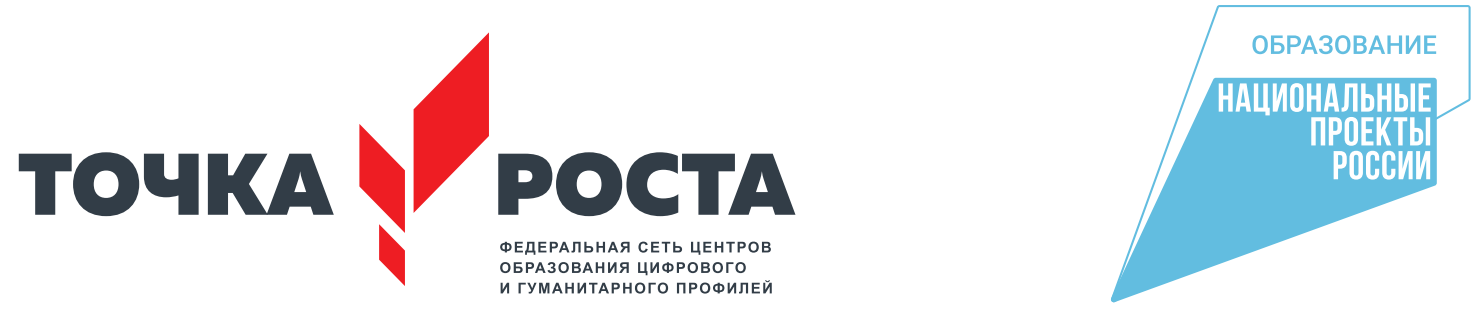 ТОЧКА РОСТА
ФЕДЕРАЛЬНАЯ СЕТЬ ЦЕНТРОВ
ОБРАЗОВАНИЯ ЦИФРОВОГО
И ГУМАНИТАРНОГО ПРОФИЛЕЙ
ОБРАЗОВАНИЕ
НАЦИОНАЛЬНЫЕ
ПРОЕКТЫ
РОССИИ